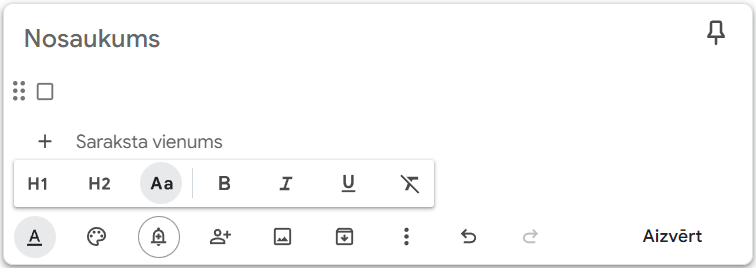 Nosaukums
Saraksta vienums
H1 H2 Aa B I U T
A Aizvērt